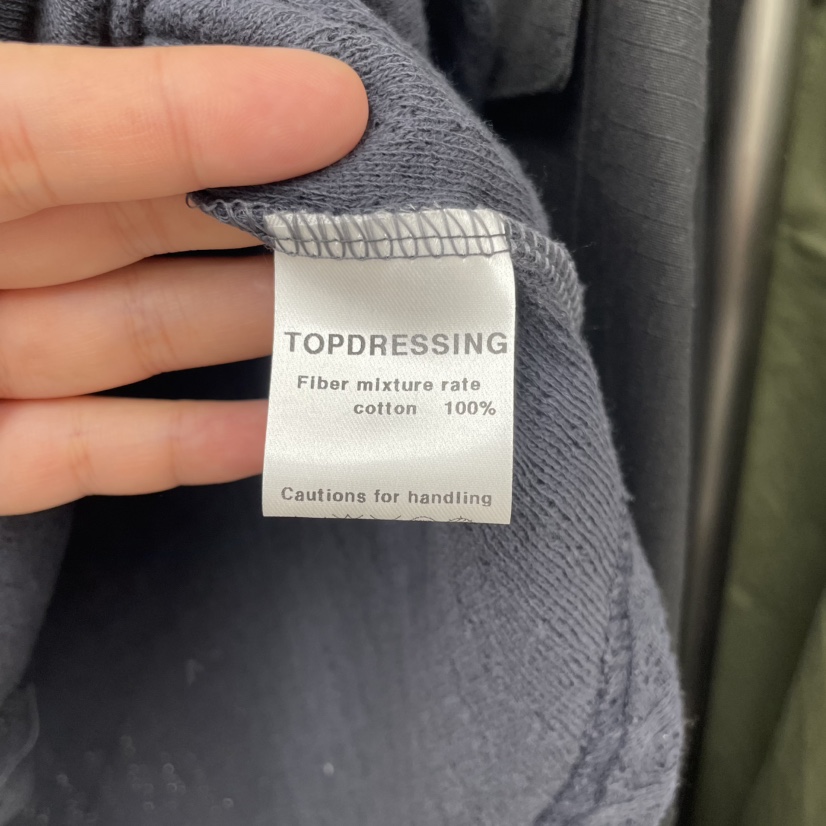 TOPDRESSING
Fiber mixture rate
cotton 100%
Cautions for handling